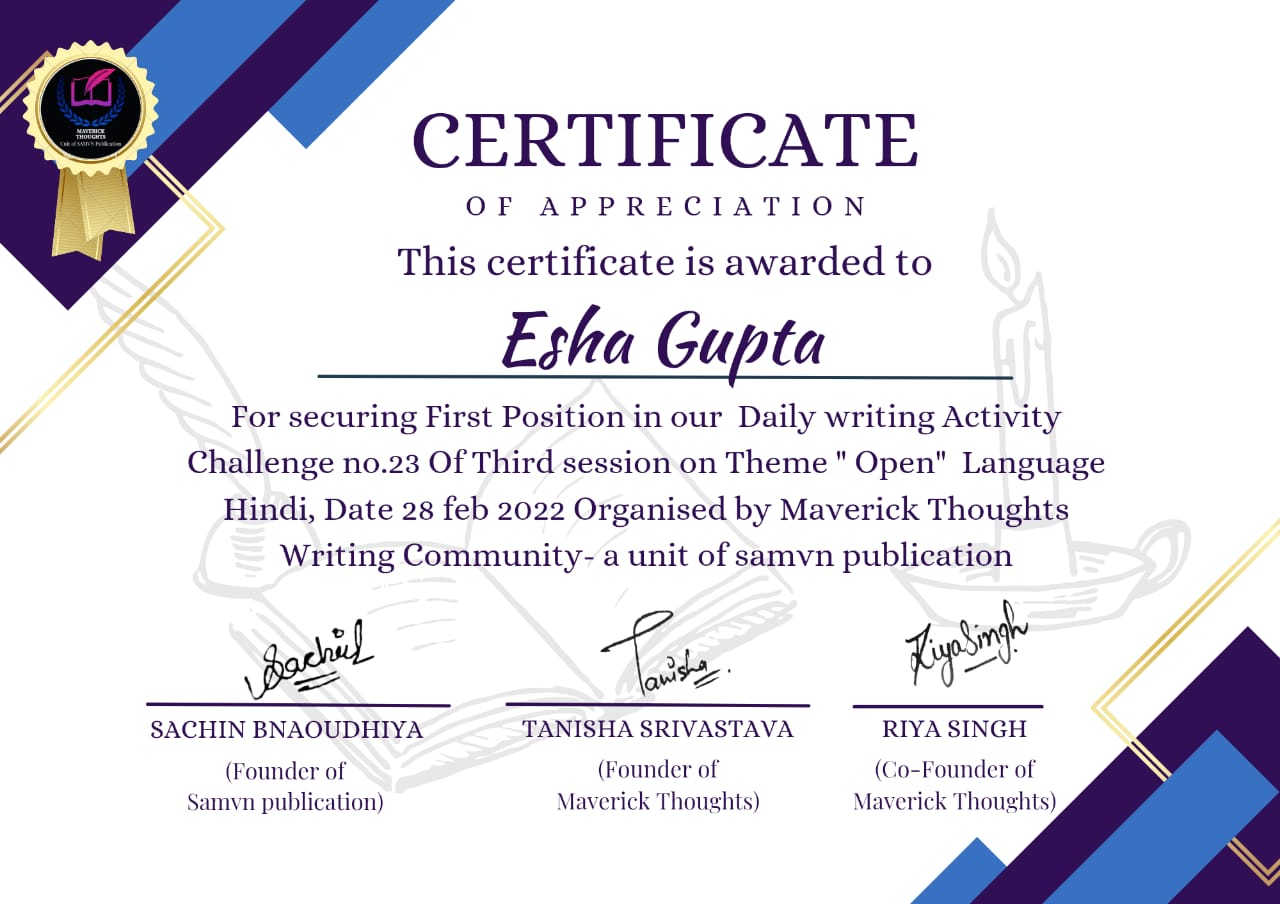 MAVERICK
THOUGHTS
Unit of SAMVN Publication
CERTIFICATE
OF APPRECIATION
This certificate is awarded to
Esha Gupta
For securing First Position in our Daily writing Activity
Challenge no.23 Of Third session on Theme " Open" Language
Hindi, Date 28 feb 2022 Organised by Maverick Thoughts
Writing Community- a unit of samvn publication
Sachin Tanisha. RiyaSingh
SACHIN BNAOUDHIYA TANISHA SRIVASTAVA RIYA SINGH
(Founder of (Founder of (Co-Founder of
Samvn publication) Maverick Thoughts) Maverick Thoughts)